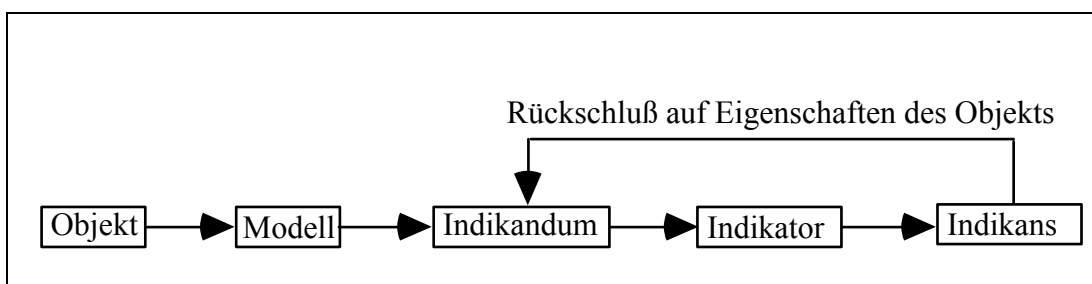 Rückschluß auf Eigenschaften des Objekts
Objekt Modell Indikandum Indikator Indikans